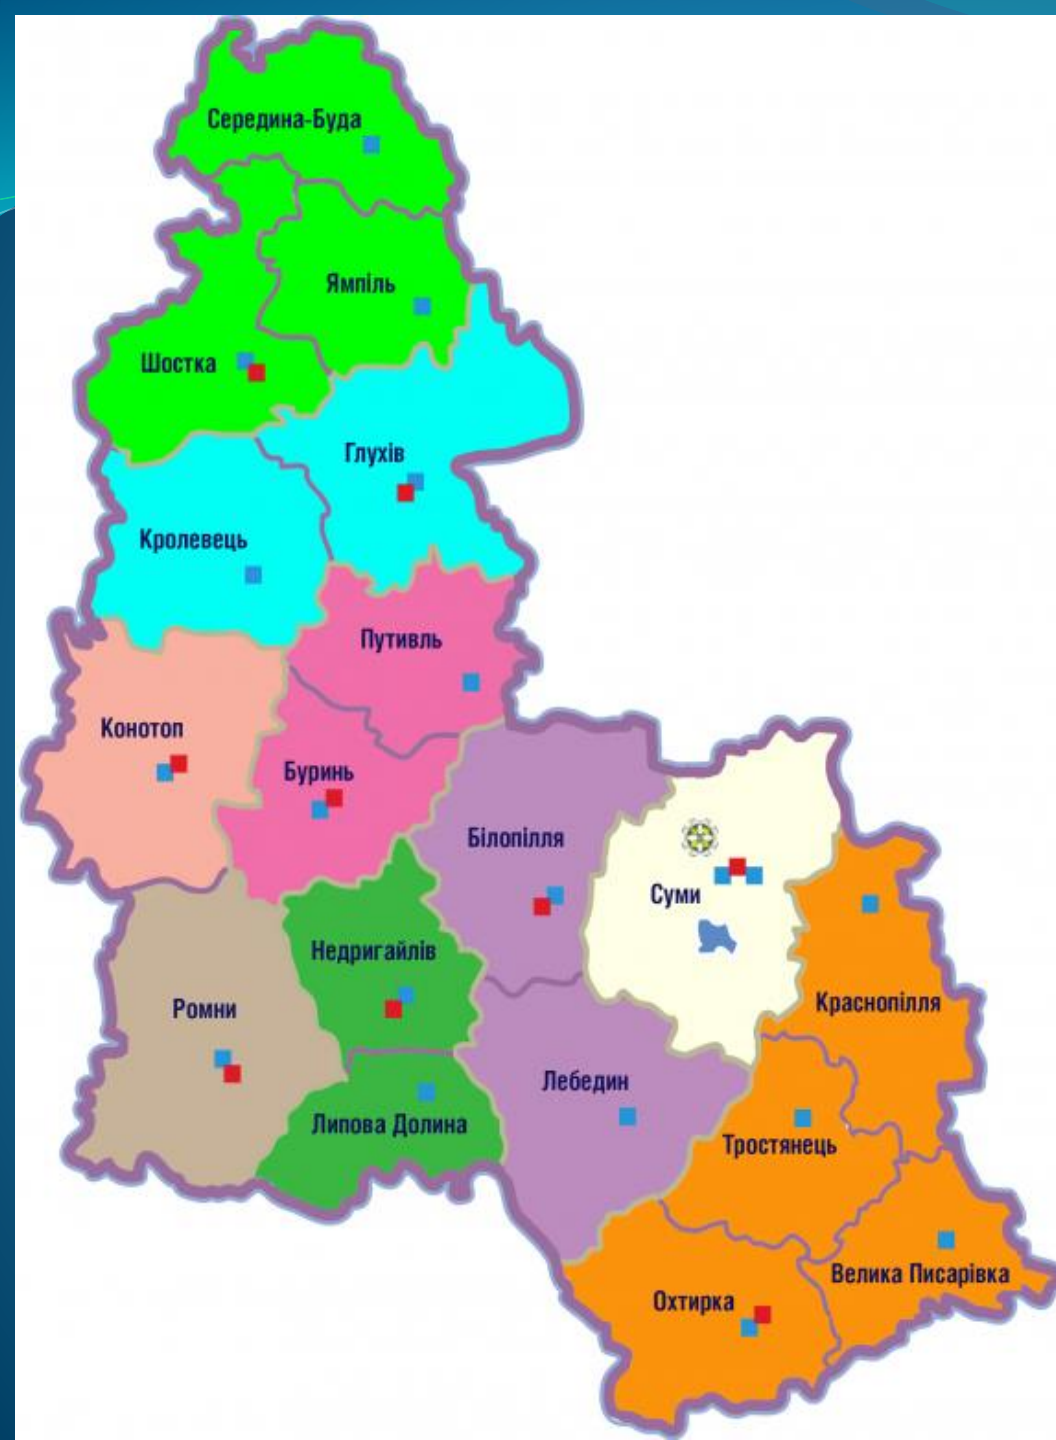 Середина-Буда
Ямпіль
Шостка
Глухів
Кролевець
Путивль
Конотоп
Буринь
Білопілля
Суми
Недригайлів
Краснопілля
Ромни
Лебедин
Липова Долина
Тростянець
Велика Писарівка
Охтирка